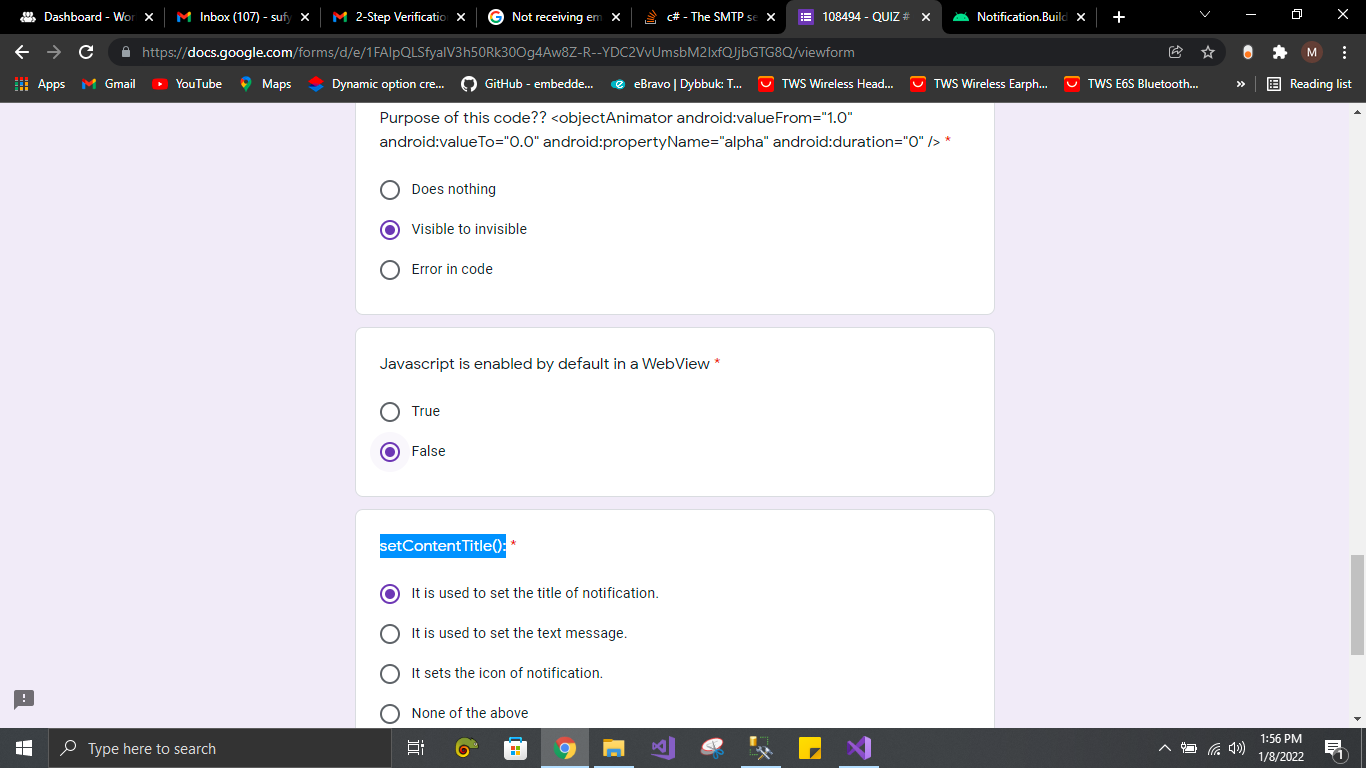 Dashboard - Wor
Inbox (107) - sufy
2-Step Verificatio
Not receiving em
c# - The SMTP se
108494 - QUIZ #
Notification.Build
https://docs.google.com/forms/d/e/1FAIpQLSfyalV3h50Rk30Og4Aw8Z-R--YDC2VvUmsbM2IxfQJjbGTG8Q/viewform
M
Apps
Gmail
YouTube
Maps
Dynamic option cre...
GitHub - embedde...
eBravo | Dybbuk: T...
TWS Wireless Head...
TWS Wireless Earph...
TWS E6S Bluetooth...
»
Reading list
Purpose of this code?? <objectAnimator android:valueFrom="1.0"
android:valueTo="0.0" android:propertyName="alpha" android:duration="0" /> *
Does nothing
Visible to invisible
Error in code
Javascript is enabled by default in a WebView *
True
False
setContentTitle(): *
It is used to set the title of notification.
It is used to set the text message.
It sets the icon of notification.
None of the above
Type here to search
1:56 PM
1/8/2022
1